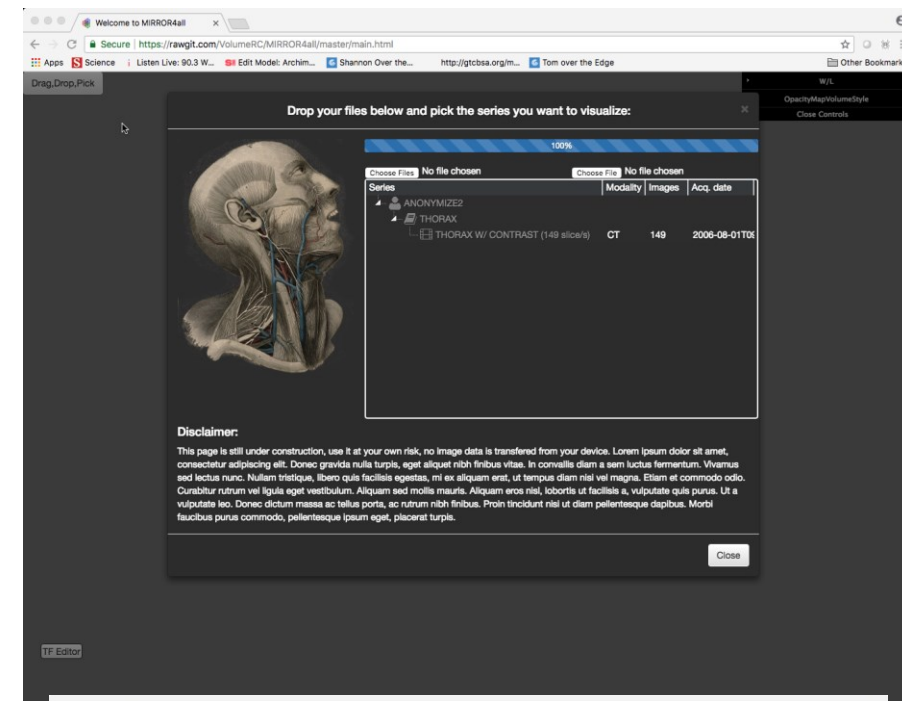 Welcome to MIRROR4all
Secure https://rawgit.com/VolumeRC/MIRROR4all/master/main.html
Apps Science Listen Live: 90.3 W... Edit Model: Archim... Shannon Over the... http://gtcbsa.org/m... Tom over the Edge Other Bookmark
Drag,Drop,Pick
W/L
OpacityMapVolumeStyle
Close Controls
Drop your files below and pick the series you want to visualize:
100%
Choose Files No file chosen Choose File No file chosen
Series Modality Images Acq. date
ANONYMIZE2
THORAX
THORAX W/ CONTRAST (149 slice/s) CT 149 2006-08-01T09
Disclaimer:
This page is still under construction, use it at your own risk, no image data is transfered from your device. Lorem ipsum dolor sit amet,
consectetur adipiscing elit. Donec gravida nulla turpis, eget aliquet nibh finibus vitae. In convallis diam a sem luctus fermentum. Vivamus
sed lectus nunc. Nullam tristique, libero quis facilisis egestas, mi ex aliquam erat, ut tempus diam nisi vel magna. Etiam et commodo odio.
Curabitur rutrum vel ligula eget vestibulum. Aliquam sed mollis mauris. Aliquam eros nisl, lobortis ut facilisis a, vulputate quis purus. Ut a
vulputate leo. Donec dictum massa ac tellus porta, ac rutrum nibh finibus. Proin tincidunt nisl ut diam pellentesque dapibus. Morbi
faucibus purus commodo, pellentesque ipsum eget, placerat turpis.
Close
TF Editor